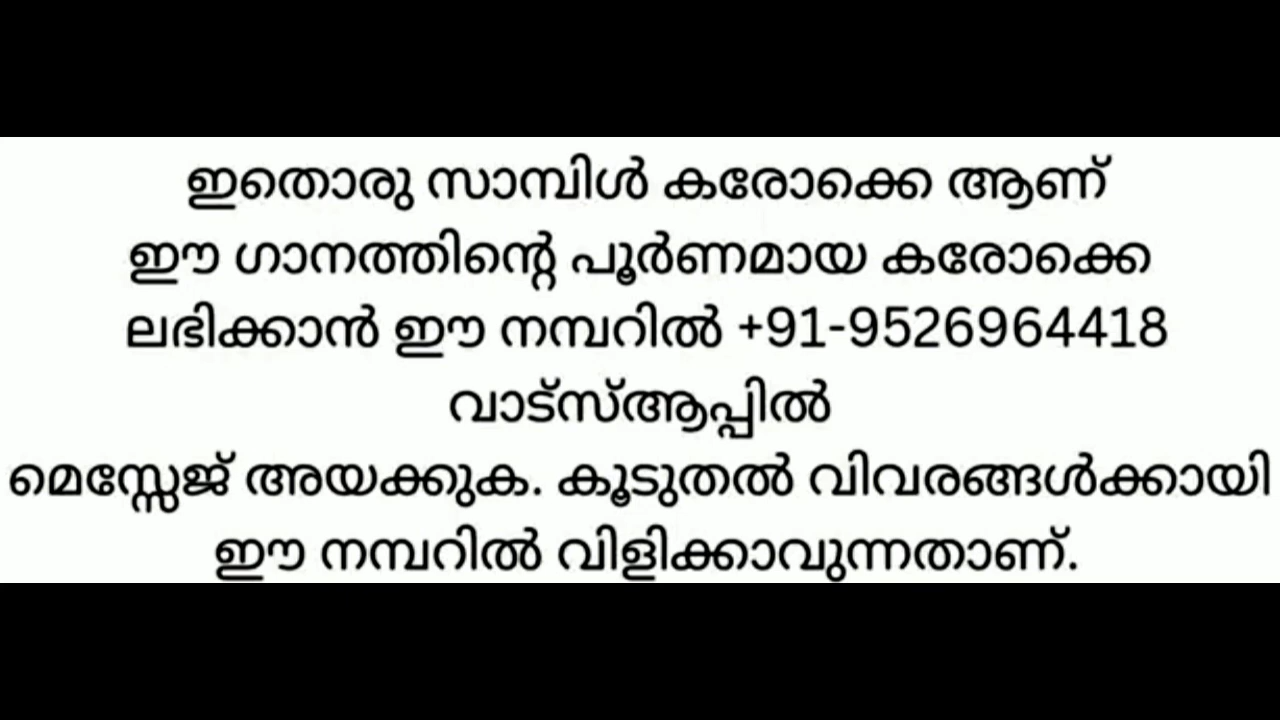 ഇതൊരു സാമ്പിൾ കരോക്കെ ആണ്
ഈ ഗാനത്തിന്റെ പൂർണമായ കരോക്കെ
ലഭിക്കാൻ ഈ നമ്പറിൽ +91-9526964418
വാട്സ്ആപ്പിൽ
മെസ്സേജ് അയക്കുക. കൂടുതൽ വിവരങ്ങൾക്കായി
ഈ നമ്പറിൽ വിളിക്കാവുന്നതാണ്.